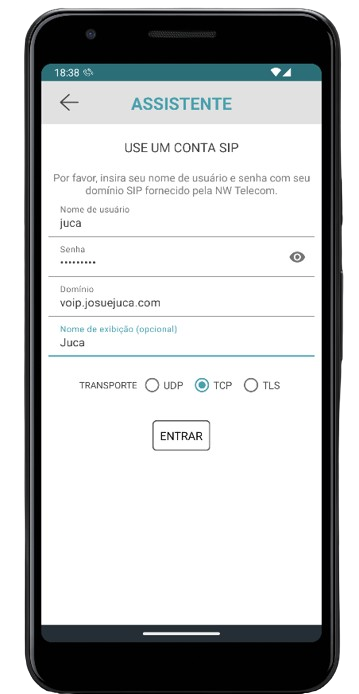 18:38
ASSISTENTE
USE UM CONTA SIP
Por favor, insira seu nome de usuário e senha com seu
domínio SIP fornecido pela NW Telecom.
Nome de usuário
juca
Senha
•••••••••
Domínio
voip.josuejuca.com
Nome de exibição (opcional)
Juca
TRANSPORTE UDP TCP TLS
ENTRAR